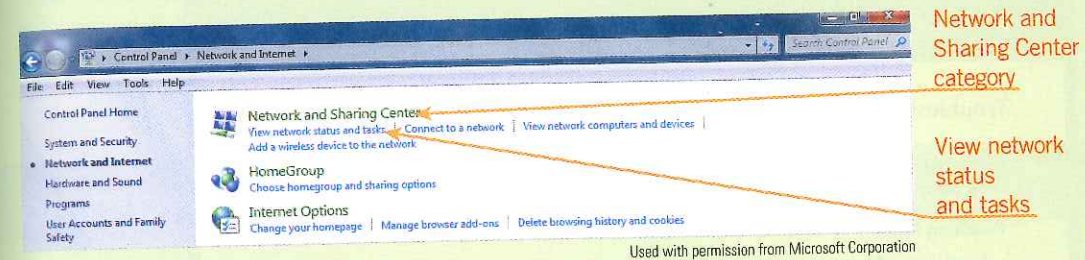 Control Panel ▸ Network and Internet ▸
Search Control Panel
File Edit View Tools Help
Control Panel Home
System and Security
Network and Internet
Hardware and Sound
Programs
User Accounts and Family
Safety
Network and Sharing Center
View network status and tasks | Connect to a network | View network computers and devices |
Add a wireless device to the network
HomeGroup
Choose homegroup and sharing options
Internet Options
Change your homepage | Manage browser add-ons | Delete browsing history and cookies
Used with permission from Microsoft Corporation
Network and
Sharing Center
category
View network
status
and tasks